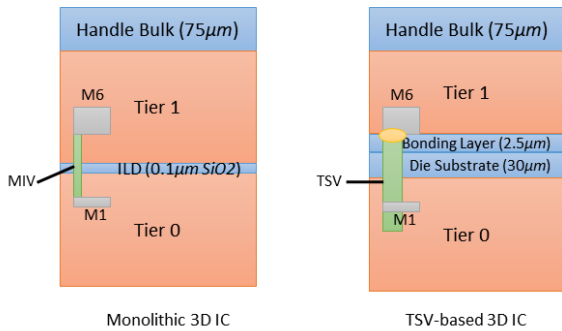 Handle Bulk (75μm)
M6
Tier 1
MIV
ILD (0.1μm SiO2)
M1
Tier 0
Monolithic 3D IC
Handle Bulk (75μm)
M6
Tier 1
Bonding Layer (2.5μm)
Die Substrate (30μm)
TSV
M1
Tier 0
TSV-based 3D IC